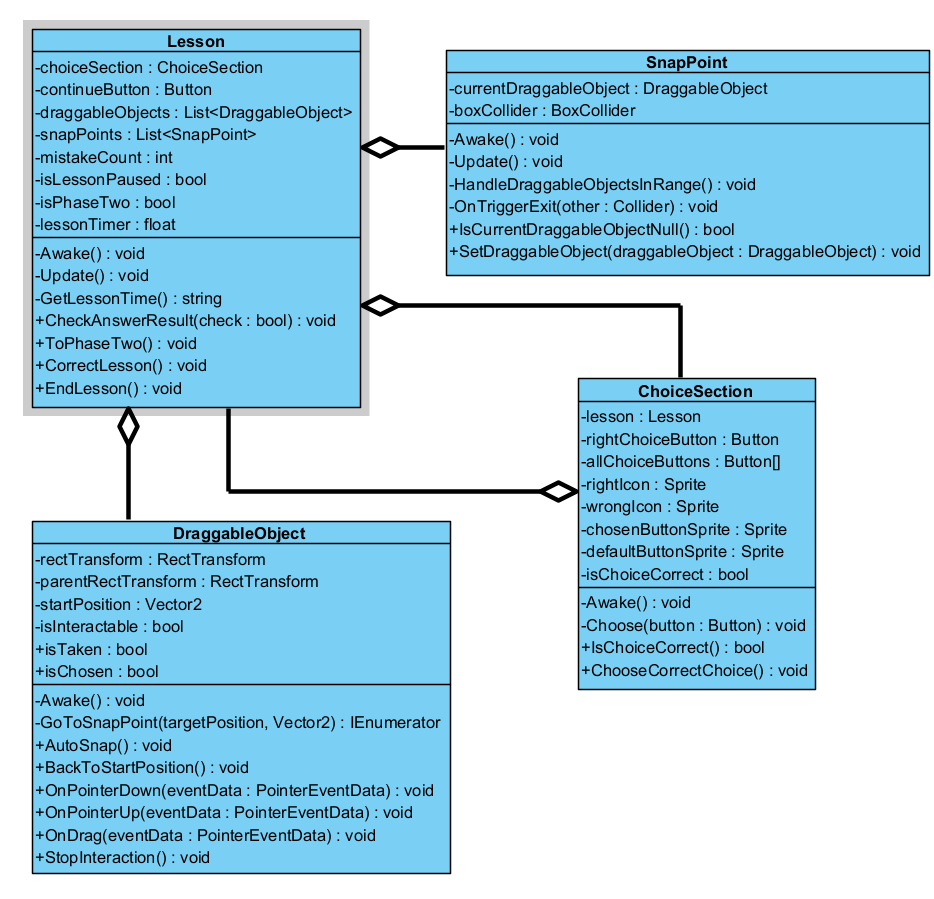 Lesson
-choiceSection : ChoiceSection
-continueButton : Button
-draggableObjects : List<DraggableObject>
-snapPoints : List<SnapPoint>
-mistakeCount : int
-isLessonPaused : bool
-isPhaseTwo : bool
-lessonTimer : float
-Awake() : void
-Update() : void
-GetLessonTime() : string
+CheckAnswerResult(check : bool) : void
+ToPhaseTwo() : void
+CorrectLesson() : void
+EndLesson() : void
SnapPoint
-currentDraggableObject : DraggableObject
-boxCollider : BoxCollider
-Awake() : void
-Update() : void
-HandleDraggableObjectsInRange() : void
-OnTriggerExit(other : Collider) : void
+IsCurrentDraggableObjectNull() : bool
+SetDraggableObject(draggableObject : DraggableObject) : void
ChoiceSection
-lesson : Lesson
-rightChoiceButton : Button
-allChoiceButtons : Button[]
-rightIcon : Sprite
-wrongIcon : Sprite
-chosenButtonSprite : Sprite
-defaultButtonSprite : Sprite
-isChoiceCorrect : bool
-Awake() : void
-Choose(button : Button) : void
+IsChoiceCorrect() : bool
+ChooseCorrectChoice() : void
DraggableObject
-rectTransform : RectTransform
-parentRectTransform : RectTransform
-startPosition : Vector2
-isInteractable : bool
+isTaken : bool
+isChosen : bool
-Awake() : void
-GoToSnapPoint(targetPosition, Vector2) : IEnumerator
+AutoSnap() : void
+BackToStartPosition() : void
+OnPointerDown(eventData : PointerEventData) : void
+OnPointerUp(eventData : PointerEventData) : void
+OnDrag(eventData : PointerEventData) : void
+StopInteraction() : void